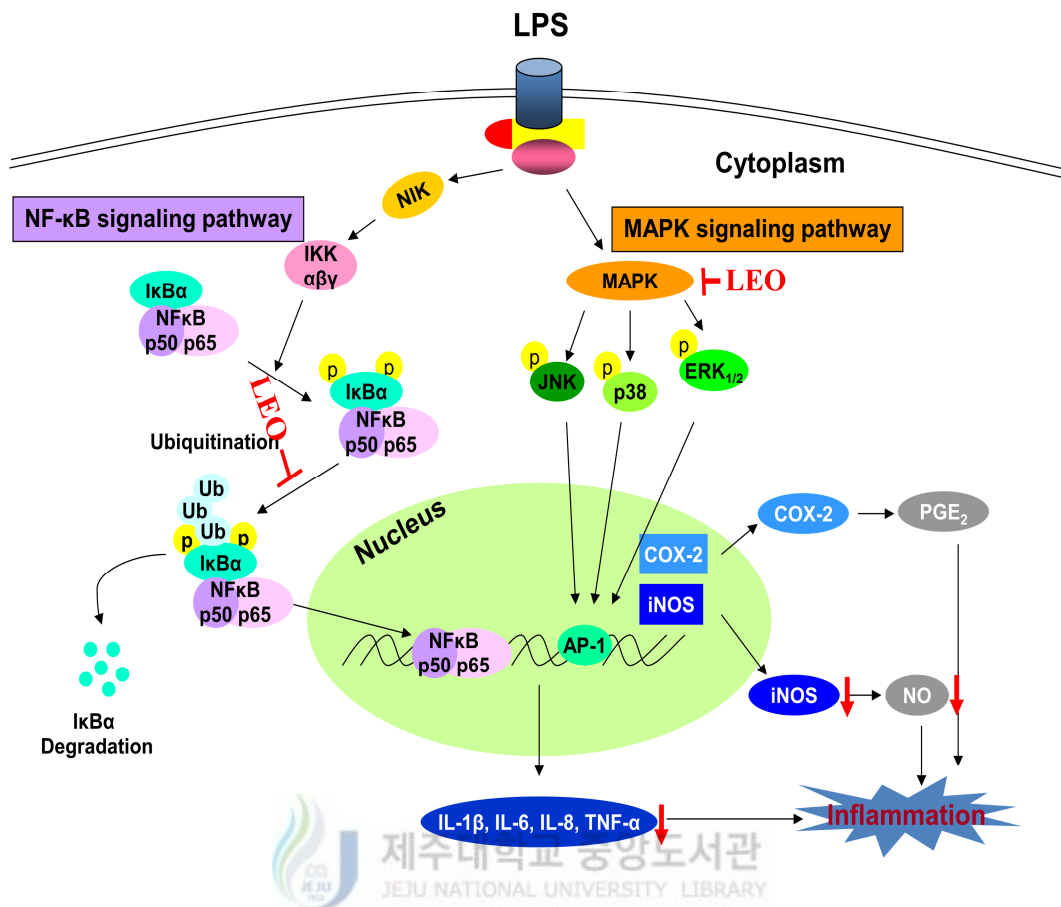 LPS
Cytoplasm
NIK
NF-κB signaling pathway
MAPK signaling pathway
IKK
αβγ
MAPK
LEO
IκBα
NFκB
p50 p65
p
JNK
p
p38
p
ERK1/2
p
p
IκBα
NFκB
p50 p65
LEO
Ubiquitination
Ub
Ub
Ub
p
p
IκBα
NFκB
p50 p65
Nucleus
COX-2
iNOS
COX-2
PGE2
NFκB
p50 p65
AP-1
iNOS
NO
IκBα
Degradation
IL-1β, IL-6, IL-8, TNF-α
Inflammation
제주대학교 중앙도서관
JEJU NATIONAL UNIVERSITY LIBRARY
JEJU
1952